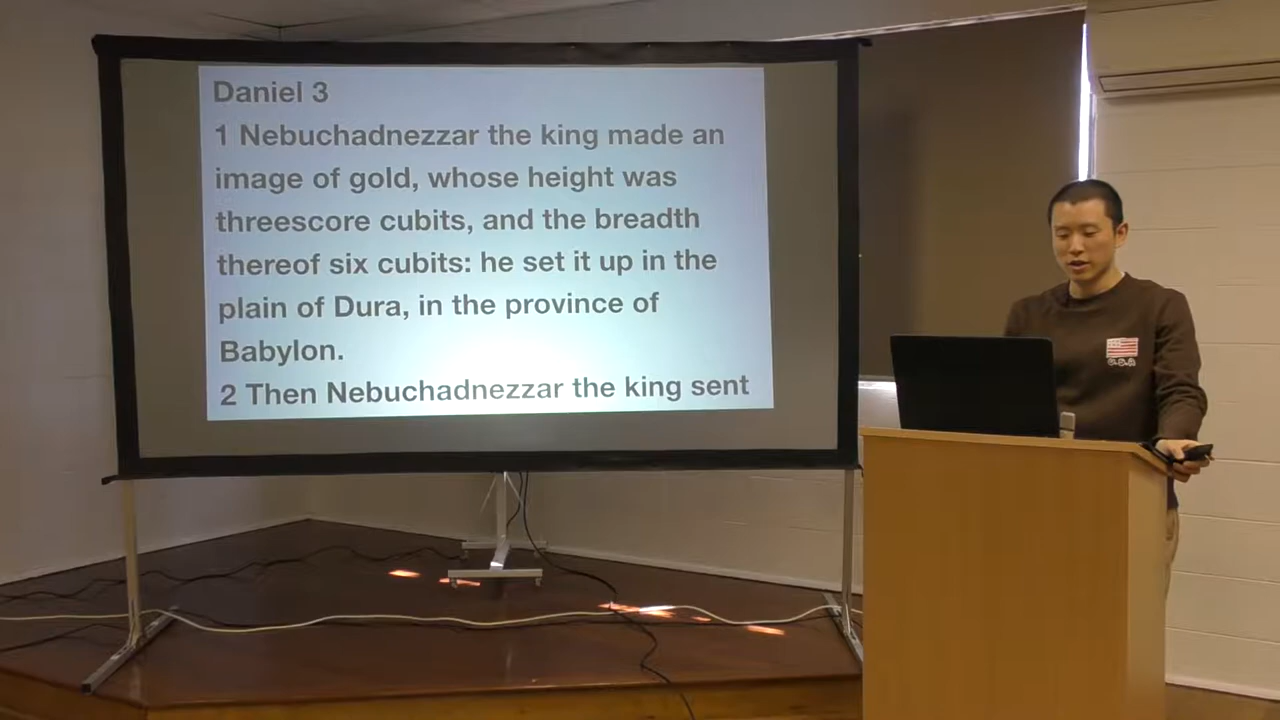 Daniel 3
1 Nebuchadnezzar the king made an
image of gold, whose height was
threescore cubits, and the breadth
thereof six cubits: he set it up in the
plain of Dura, in the province of
Babylon.
2 Then Nebuchadnezzar the king sent
U.S.A